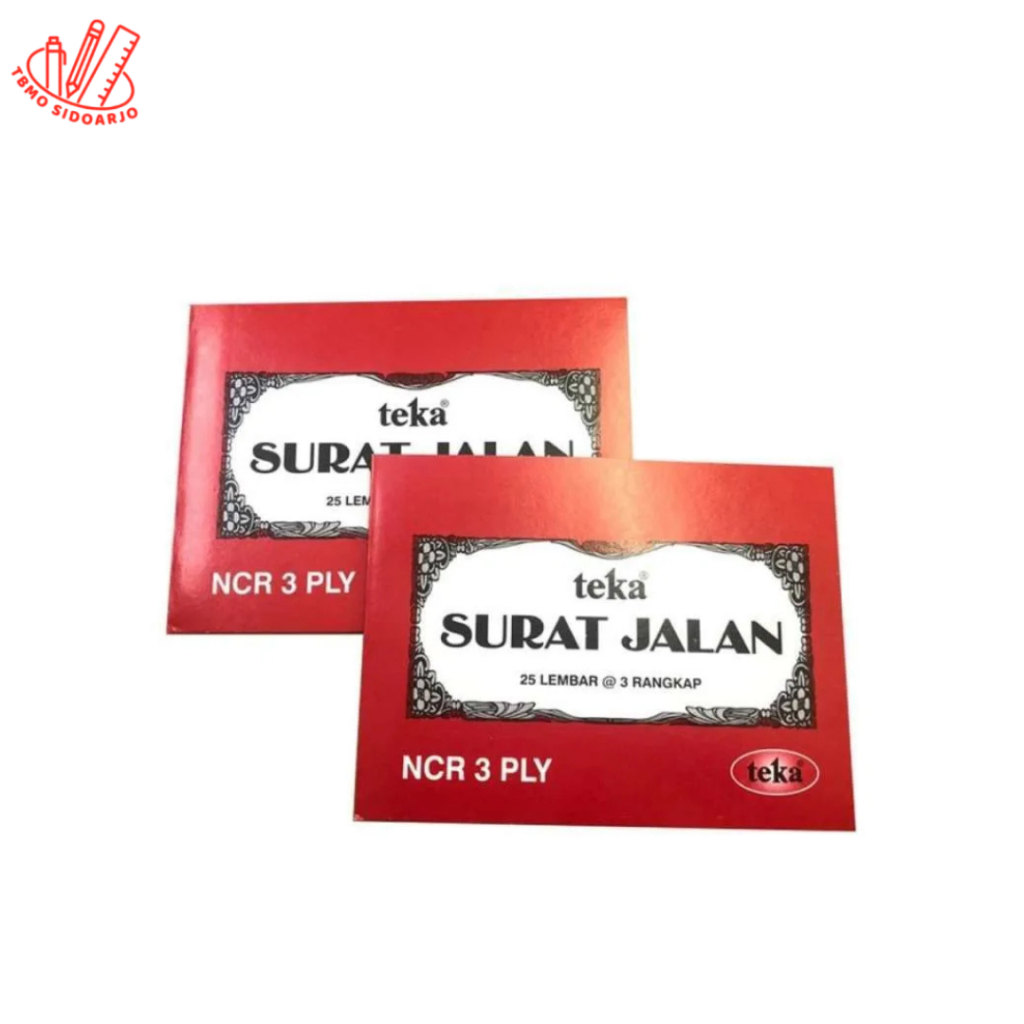 TBMO SIDOARJO
teka®
SURAT JALAN
25 LEM
NCR 3 PLY
teka®
SURAT JALAN
25 LEMBAR @ 3 RANGKAP
NCR 3 PLY
teka®